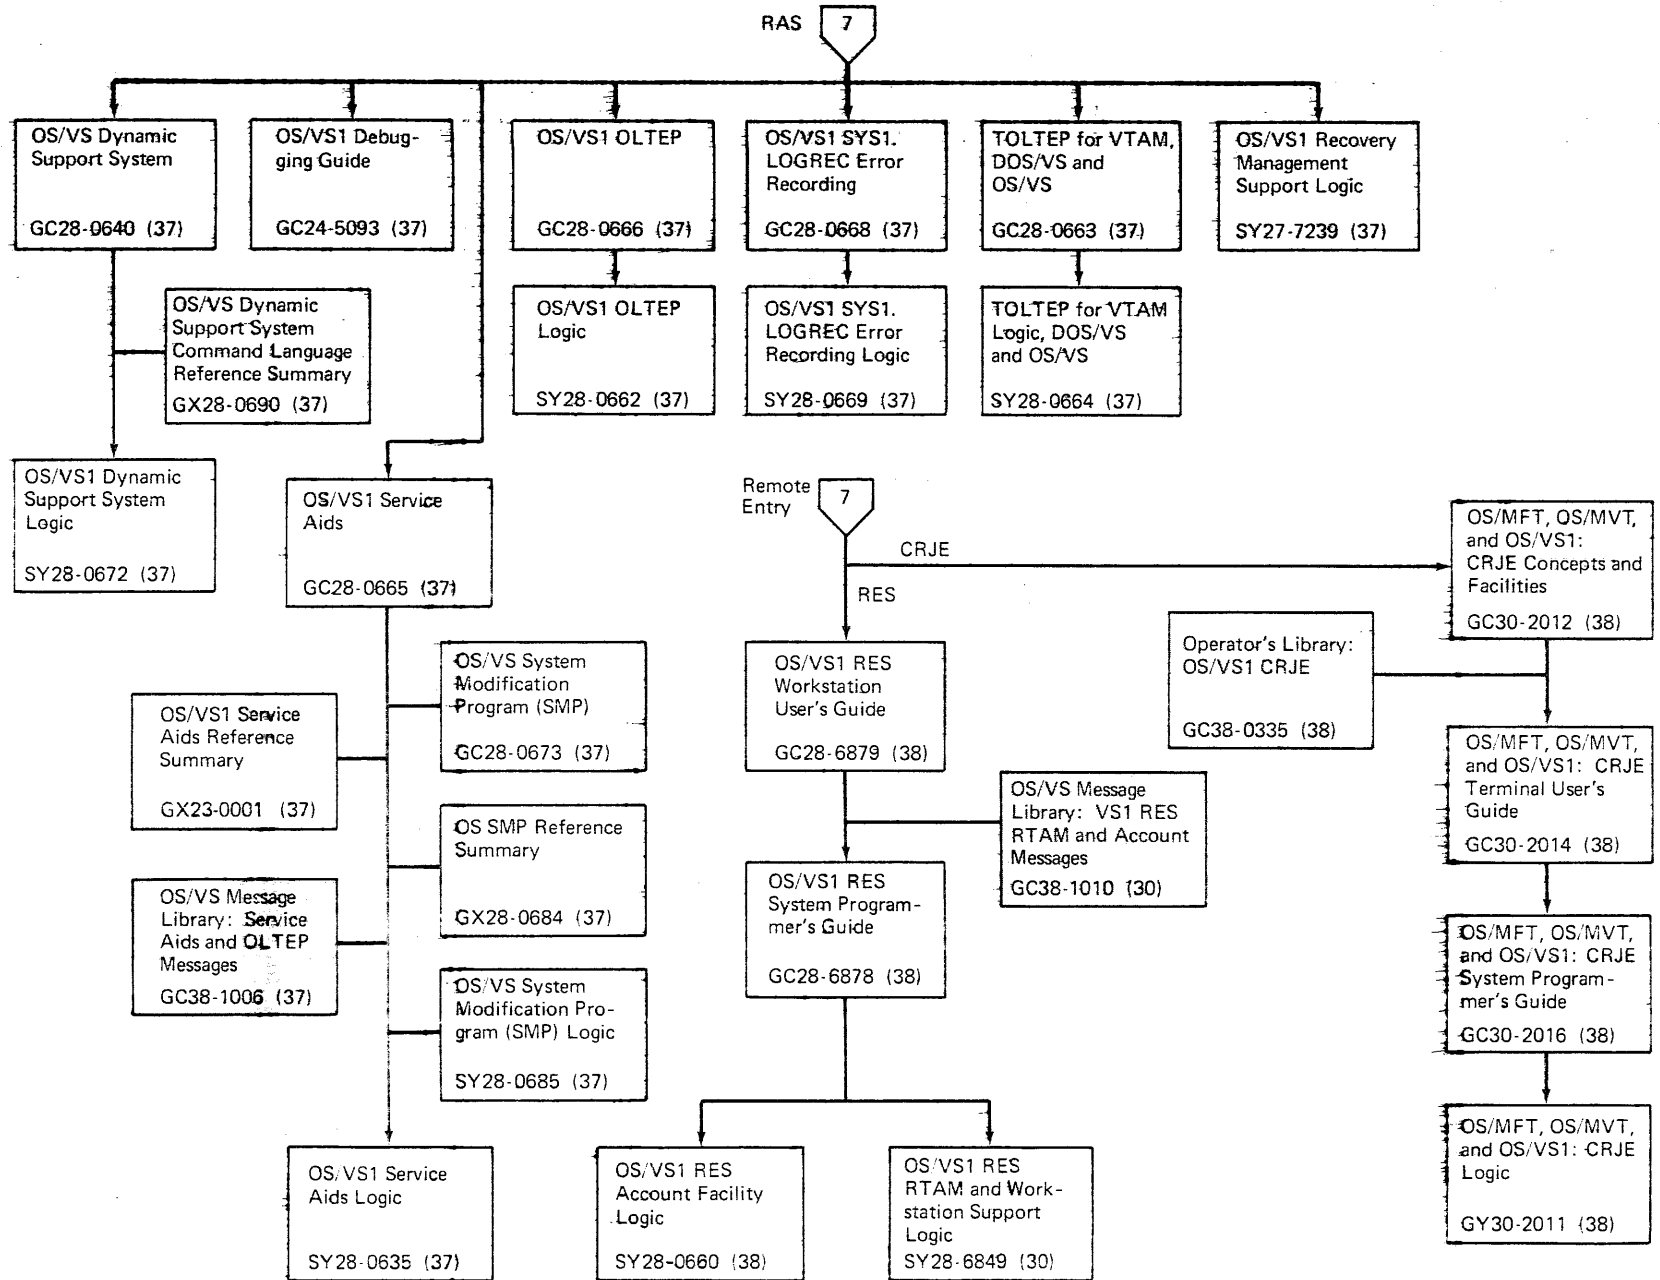 RAS
7
OS/VS Dynamic
Support System
GC28-0640 (37)
OS/VS1 Debug-
ging Guide
GC24-5093 (37)
OS/VS1 OLTEP
GC28-0666 (37)
OS/VS1 SYS1.
LOGREC Error
Recording
GC28-0668 (37)
TOLTEP for VTAM,
DOS/VS and
OS/VS
GC28-0663 (37)
OS/VS1 Recovery
Management
Support Logic
SY27-7239 (37)
OS/VS Dynamic
Support System
Command Language
Reference Summary
GX28-0690 (37)
OS/VS1 OLTEP
Logic
SY28-0662 (37)
OS/VS1 SYS1.
LOGREC Error
Recording Logic
SY28-0669 (37)
TOLTEP for VTAM
Logic, DOS/VS
and OS/VS
SY28-0664 (37)
OS/VS1 Dynamic
Support System
Logic
SY28-0672 (37)
OS/VS1 Service
Aids
GC28-0665 (37)
OS/VS System
Modification
Program (SMP)
GC28-0673 (37)
OS/VS1 Service
Aids Reference
Summary
GX23-0001 (37)
OS SMP Reference
Summary
GX28-0684 (37)
OS/VS Message
Library: Service
Aids and OLTEP
Messages
GC38-1006 (37)
OS/VS System
Modification Pro-
gram (SMP) Logic
SY28-0685 (37)
OS/VS1 Service
Aids Logic
SY28-0635 (37)
Remote
Entry
7
CRJE
RES
OS/VS1 RES
Workstation
User's Guide
GC28-6879 (38)
OS/VS Message
Library: VS1 RES
RTAM and Account
Messages
GC38-1010 (30)
OS/VS1 RES
System Program-
mer's Guide
GC28-6878 (38)
OS/VS1 RES
Account Facility
Logic
SY28-0660 (38)
OS/VS1 RES
RTAM and Work-
station Support
Logic
SY28-6849 (30)
OS/MFT, OS/MVT,
and OS/VS1:
CRJE Concepts and
Facilities
GC30-2012 (38)
Operator's Library:
OS/VS1 CRJE
GC38-0335 (38)
OS/MFT, OS/MVT,
and OS/VS1: CRJE
Terminal User's
Guide
GC30-2014 (38)
OS/MFT, OS/MVT,
and OS/VS1: CRJE
System Program-
mer's Guide
GC30-2016 (38)
OS/MFT, OS/MVT,
and OS/VS1: CRJE
Logic
GY30-2011 (38)